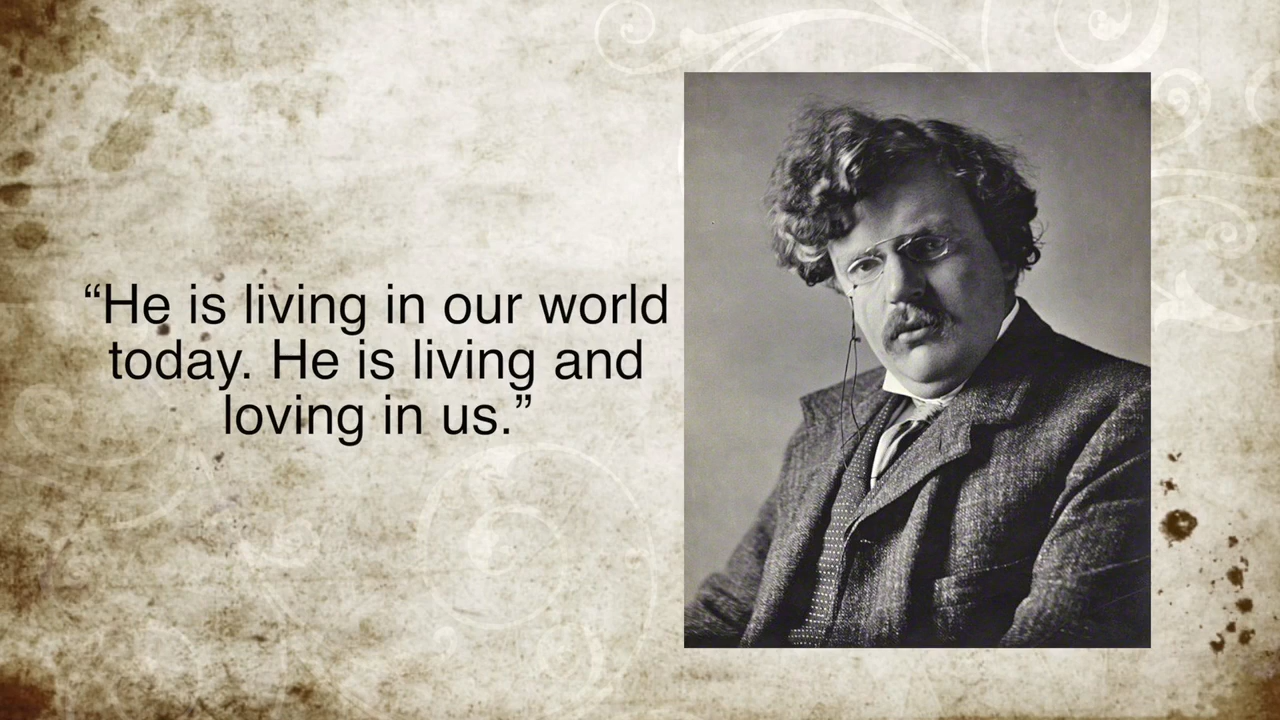 “He is living in our world
today. He is living and
loving in us.”